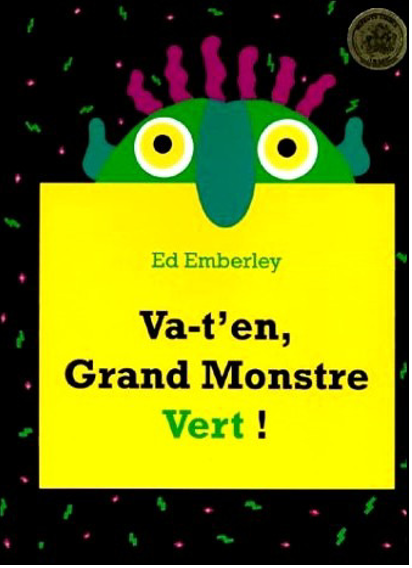 Ed Emberley
Va-t'en,
Grand Monstre
Vert !